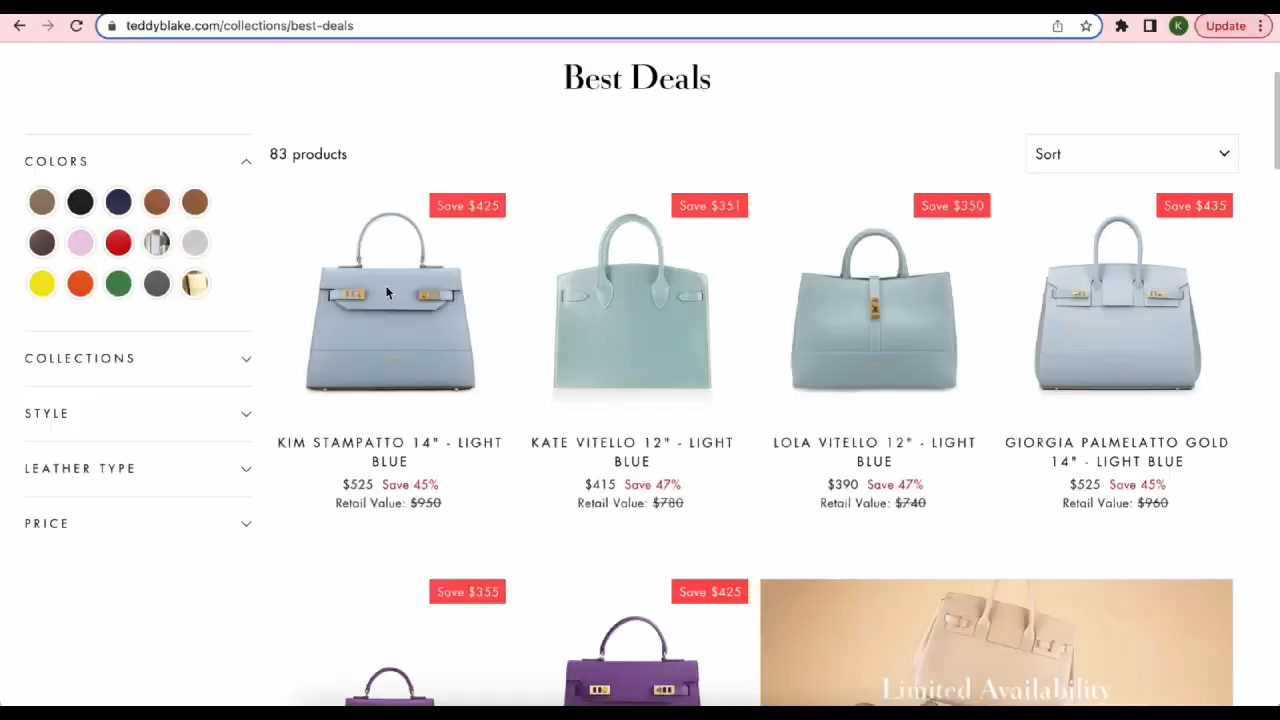 teddyblake.com/collections/best-deals
K
Update
Best Deals
COLORS
83 products
Sort
Save $425
Save $351
Save $350
Save $435
COLLECTIONS
STYLE
LEATHER TYPE
PRICE
KIM STAMPATTO 14" - LIGHT
BLUE
$525 Save 45%
Retail Value: $950
KATE VITELLO 12" - LIGHT
BLUE
$415 Save 47%
Retail Value: $780
LOLA VITELLO 12" - LIGHT
BLUE
$390 Save 47%
Retail Value: $740
GIORGIA PALMELATTO GOLD
14" - LIGHT BLUE
$525 Save 45%
Retail Value: $960
Save $355
Save $425
Limited Availability